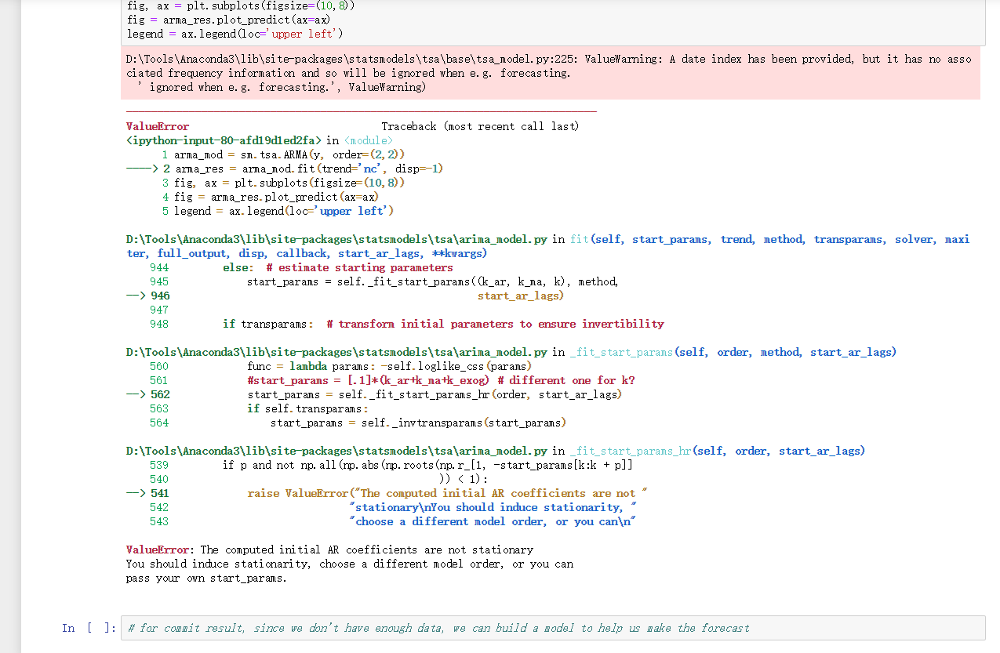 fig, ax = plt.subplots(figsize=(10,8))
fig = arma_res.plot_predict(ax=ax)
legend = ax.legend(loc='upper left')
D:\Tools\Anaconda3\lib\site-packages\statsmodels\tsa\base\tsa_model.py:225: ValueWarning: A date index has been provided, but it has no asso
ciated frequency information and so will be ignored when e.g. forecasting.
' ignored when e.g. forecasting.', ValueWarning)
ValueError Traceback (most recent call last)
<ipython-input-80-afd19d1ed2fa> in <module>
1 arma_mod = sm.tsa.ARMA(y, order=(2,2))
----> 2 arma_res = arma_mod.fit(trend='nc', disp=-1)
3 fig, ax = plt.subplots(figsize=(10,8))
4 fig = arma_res.plot_predict(ax=ax)
5 legend = ax.legend(loc='upper left')
D:\Tools\Anaconda3\lib\site-packages\statsmodels\tsa\arima_model.py in fit(self, start_params, trend, method, transparams, solver, maxi
ter, full_output, disp, callback, start_ar_lags, **kwargs)
944 else: # estimate starting parameters
945 start_params = self._fit_start_params((k_ar, k_ma, k), method,
--> 946 start_ar_lags)
947
948 if transparams: # transform initial parameters to ensure invertibility
D:\Tools\Anaconda3\lib\site-packages\statsmodels\tsa\arima_model.py in _fit_start_params(self, order, method, start_ar_lags)
560 func = lambda params: -self.loglike_css(params)
561 #start_params = [.1]*(k_ar+k_ma+k_exog) # different one for k?
--> 562 start_params = self._fit_start_params_hr(order, start_ar_lags)
563 if self.transparams:
564 start_params = self._invtransparams(start_params)
D:\Tools\Anaconda3\lib\site-packages\statsmodels\tsa\arima_model.py in _fit_start_params_hr(self, order, start_ar_lags)
539 if p and not np.all(np.abs(np.roots(np.r_[1, -start_params[k:k + p]]
540 )) < 1):
--> 541 raise ValueError("The computed initial AR coefficients are not "
542 "stationary\nYou should induce stationarity, "
543 "choose a different model order, or you can\n"
ValueError: The computed initial AR coefficients are not stationary
You should induce stationarity, choose a different model order, or you can
pass your own start_params.
In [ ]: # for commit result, since we don't have enough data, we can build a model to help us make the forecast